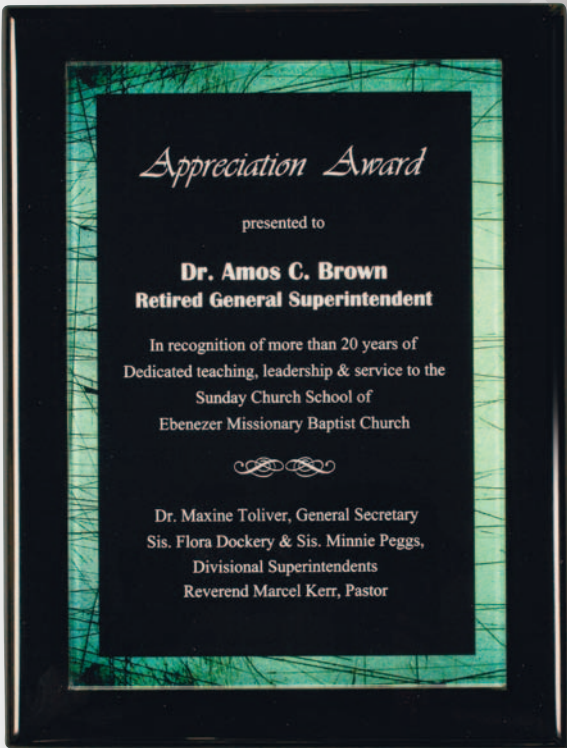 Appreciation Award
presented to
Dr. Amos C. Brown
Retired General Superintendent
In recognition of more than 20 years of
Dedicated teaching, leadership & service to the
Sunday Church School of
Ebenezer Missionary Baptist Church
Dr. Maxine Toliver, General Secretary
Sis. Flora Dockery & Sis. Minnie Peggs,
Divisional Superintendents
Reverend Marcel Kerr, Pastor